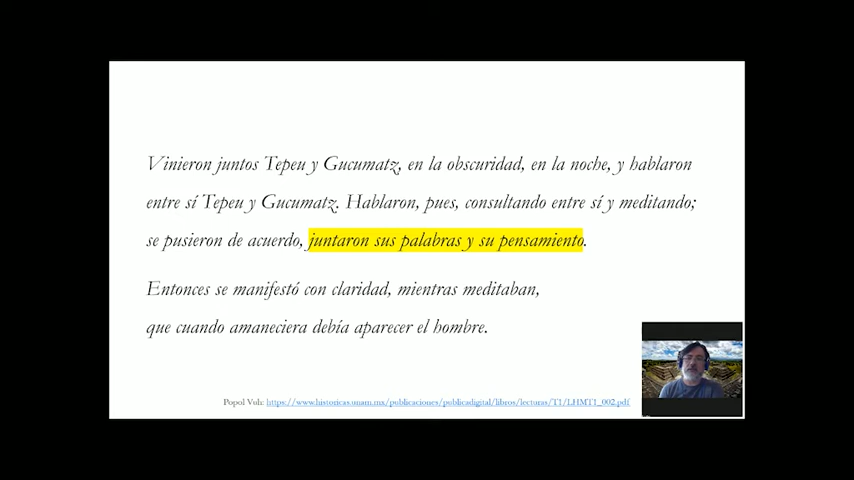 Vinieron juntos Tepeu y Gucumatz, en la obscuridad, en la noche, y hablaron
entre sí Tepeu y Gucumatz. Hablaron, pues, consultando entre sí y meditando;
se pusieron de acuerdo, juntaron sus palabras y su pensamiento.
Entonces se manifestó con claridad, mientras meditaban,
que cuando amaneciera debía aparecer el hombre.
Popol Vuh: https://www.historicas.unam.mx/publicaciones/publicadigital/libros/lecturas/T1/LHMT1_002.pdf